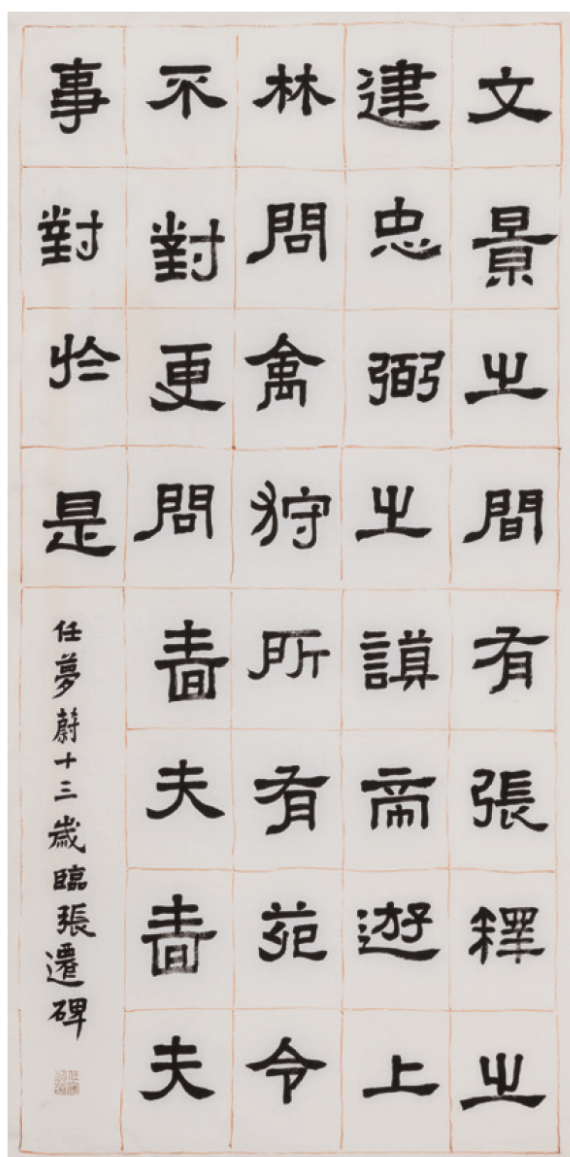 文景之間有張釋之
建忠弼之謨帝遊上
林問禽狩所有苑令
不對更問嗇夫嗇夫
事對於是
任夢蔚十三歲臨張遷碑